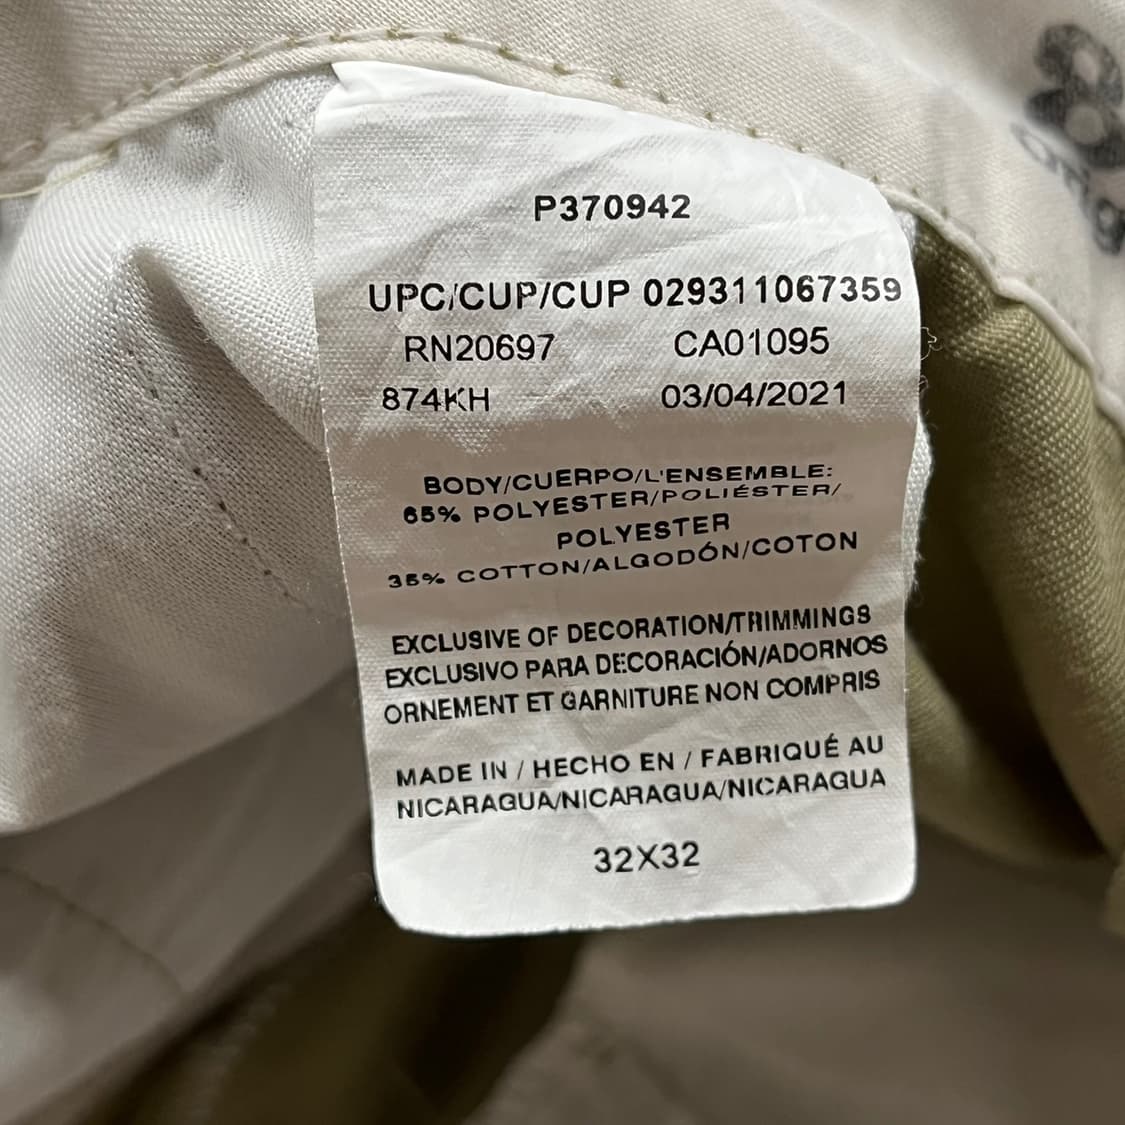 P370942
UPC/CUP/CUP 029311067359
RN20697 CA01095
874KH 03/04/2021
BODY/CUERPO/L'ENSEMBLE:
65% POLYESTER/POLIÉSTER/
POLYESTER
35% COTTON/ALGODÓN/COTON
EXCLUSIVE OF DECORATION/TRIMMINGS
EXCLUSIVO PARA DECORACIÓN/ADORNOS
ORNEMENT ET GARNITURE NON COMPRIS
MADE IN / HECHO EN / FABRIQUÉ AU
NICARAGUA/NICARAGUA/NICARAGUA
32X32